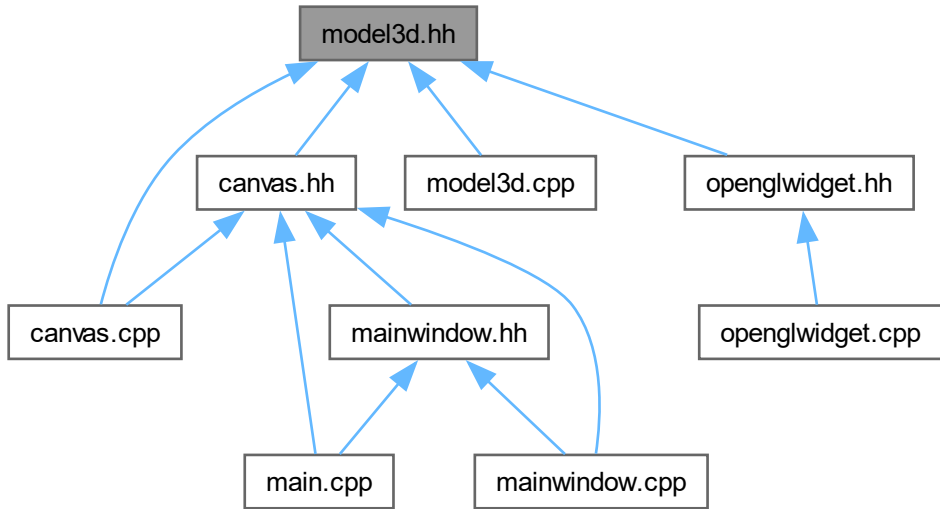 model3d.hh
canvas.hh
model3d.cpp
openglwidget.hh
canvas.cpp
mainwindow.hh
openglwidget.cpp
main.cpp
mainwindow.cpp